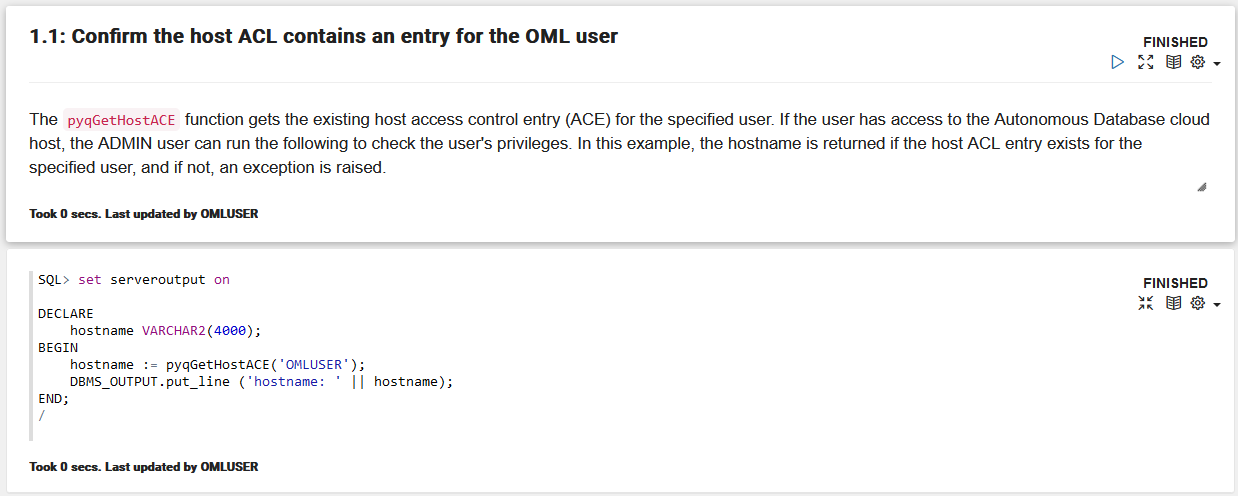 1.1: Confirm the host ACL contains an entry for the OML user
FINISHED
The pyqGetHostACE function gets the existing host access control entry (ACE) for the specified user. If the user has access to the Autonomous Database cloud
host, the ADMIN user can run the following to check the user's privileges. In this example, the hostname is returned if the host ACL entry exists for the
specified user, and if not, an exception is raised.
Took 0 secs. Last updated by OMLUSER
SQL> set serveroutput on
FINISHED
DECLARE
    hostname VARCHAR2(4000);
BEGIN
    hostname := pyqGetHostACE('OMLUSER');
    DBMS_OUTPUT.put_line ('hostname: ' || hostname);
END;
/
Took 0 secs. Last updated by OMLUSER